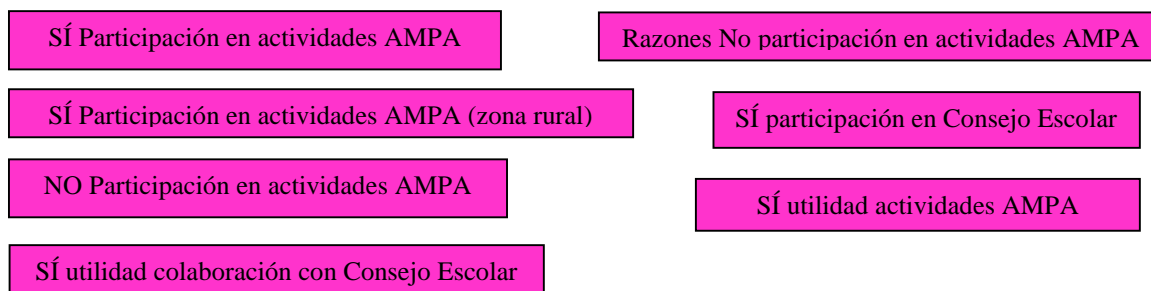 SÍ Participación en actividades AMPA
Razones No participación en actividades AMPA
SÍ Participación en actividades AMPA (zona rural)
SÍ participación en Consejo Escolar
NO Participación en actividades AMPA
SÍ utilidad actividades AMPA
SÍ utilidad colaboración con Consejo Escolar